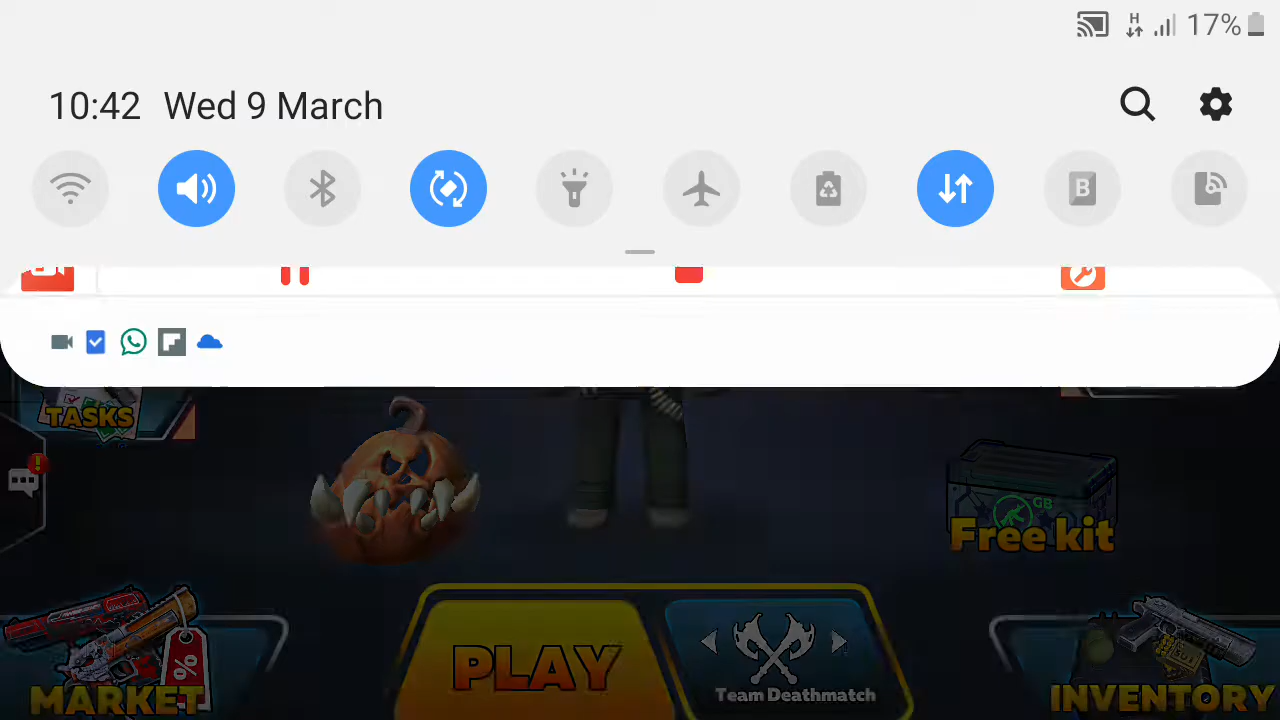 H 17%
10:42 Wed 9 March
B
TASKS
GB
Free kit
%
PLAY
Team Deathmatch
MARKET
INVENTORY